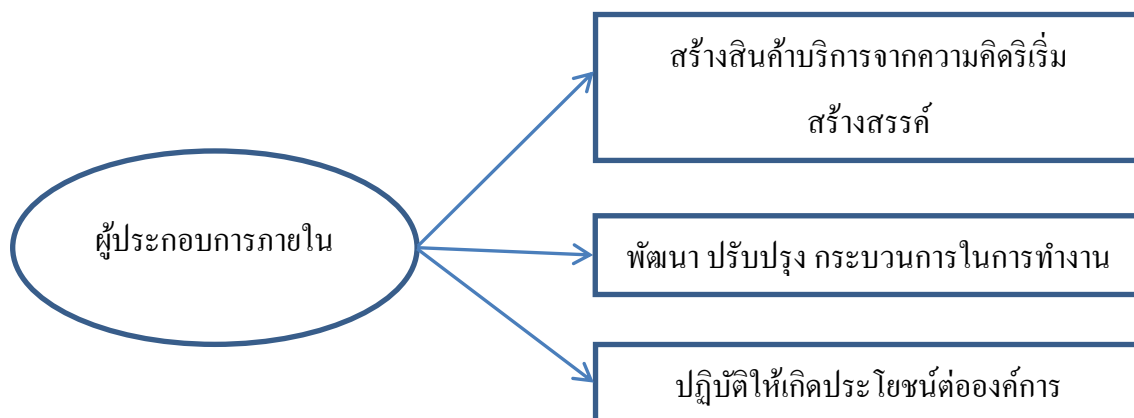 สร้างสินค้าบริการจากความคิดริเริ่ม
สร้างสรรค์
ผู้ประกอบการภายใน
พัฒนา ปรับปรุง กระบวนการในการทำงาน
ปฏิบัติให้เกิดประโยชน์ต่อองค์การ